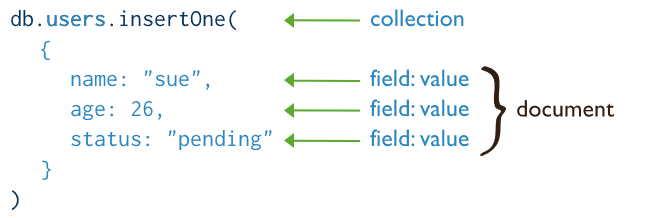 db.users.insertOne( collection
{
name: "sue", field: value
age: 26, field: value
status: "pending" field: value
document
}
)